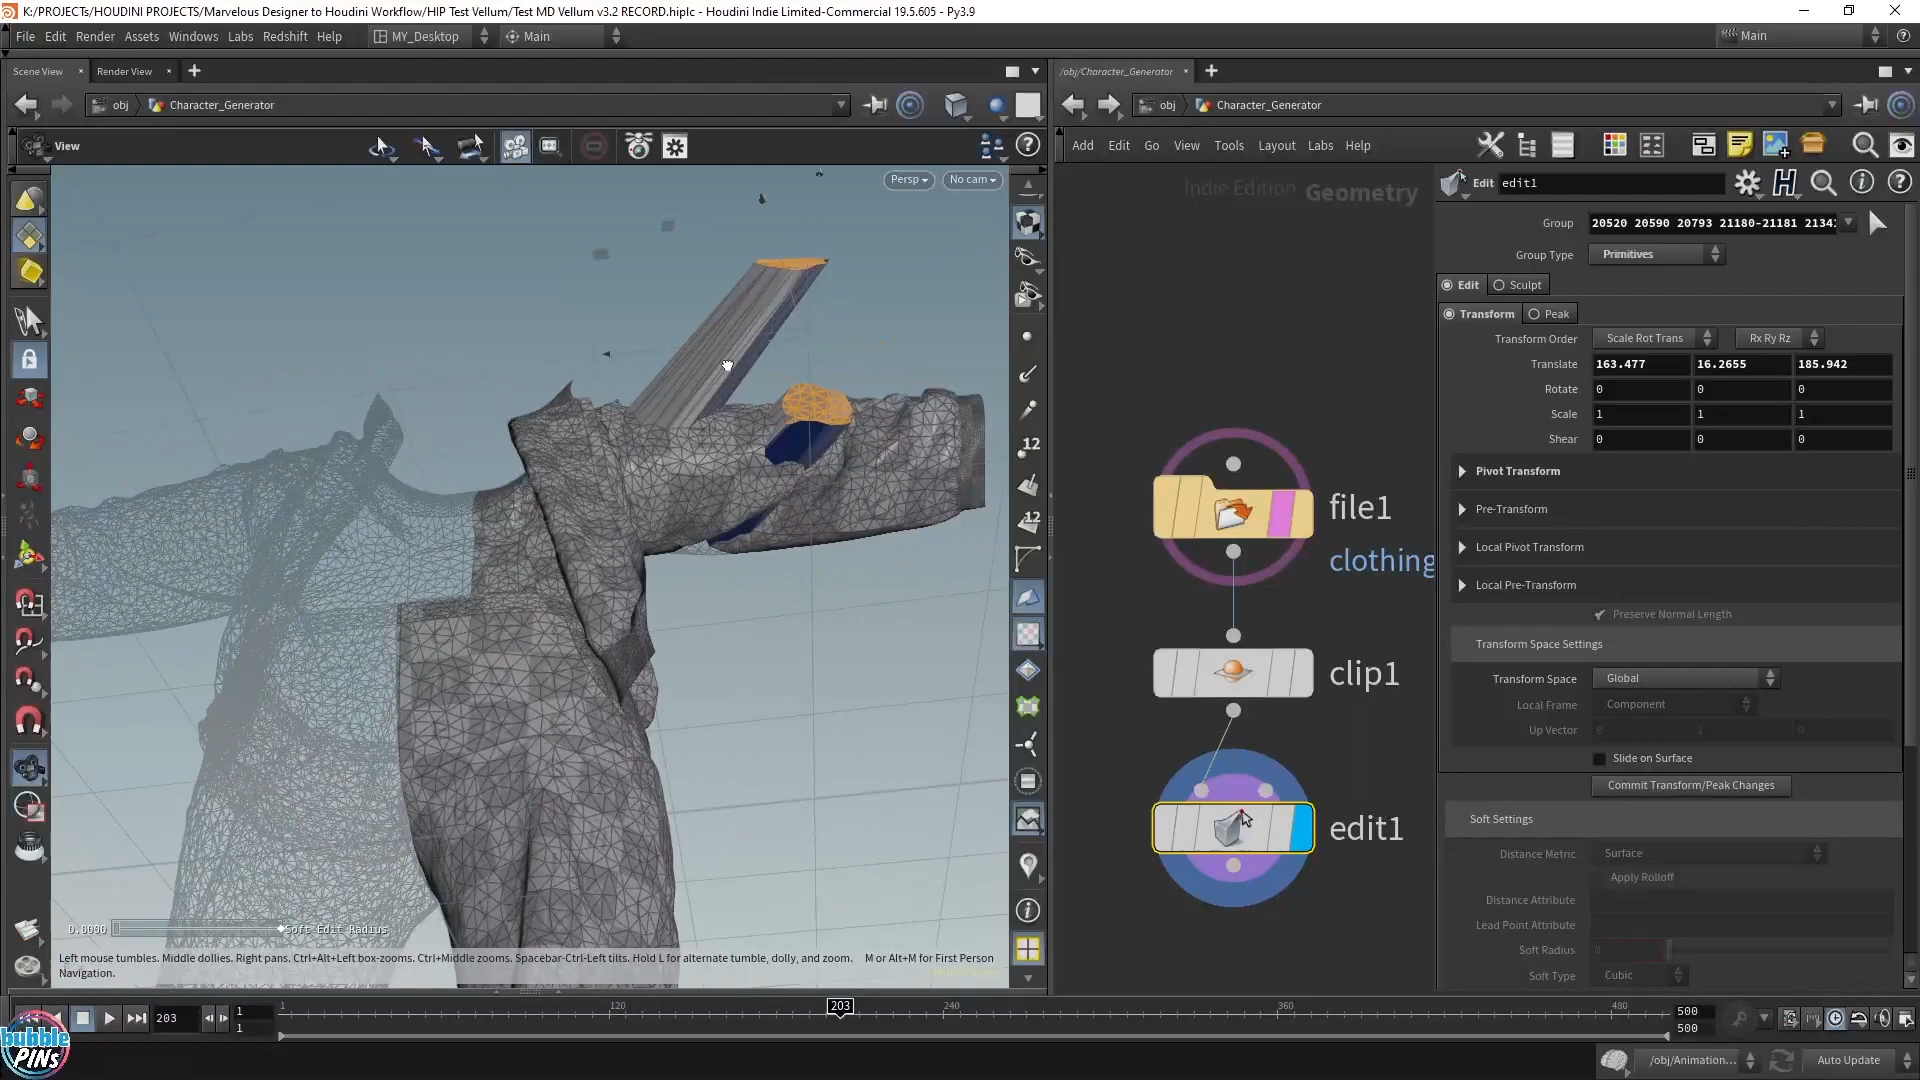 K:/PROJECTs/HOUDINI PROJECTS/Marvelous Designer to Houdini Workflow/HIP Test Vellum/Test MD Vellum v3.2 RECORD.hiplc - Houdini Indie Limited-Commercial 19.5.605 - Py3.9
File Edit Render Assets Windows Labs Redshift Help MY_Desktop Main Main
Scene View Render View /obj/Character_Generator
obj Character_Generator obj Character_Generator
View Add Edit Go View Tools Layout Labs Help
Persp No cam
Indie Edition Geometry
Edit edit1
Group 20520 20590 20793 21180-21181 2134
Group Type Primitives
Edit Sculpt
Transform Peak
Transform Order Scale Rot Trans Rx Ry Rz
Translate 163.477 16.2655 185.942
Rotate 0 0 0
Scale 1 1 1
Shear 0 0 0
Pivot Transform
Pre-Transform
Local Pivot Transform
Local Pre-Transform
Preserve Normal Length
Transform Space Settings
Transform Space Global
Local Frame Component
Up Vector 0 1 0
Slide on Surface
Commit Transform/Peak Changes
Soft Settings
Distance Metric Surface
Apply Rolloff
Distance Attribute
Lead Point Attribute
Soft Radius 0
Soft Type Cubic
file1
clothing
clip1
edit1
12
12
0.0000 Soft Edit Radius
Left mouse tumbles. Middle dollies. Right pans. Ctrl+Alt+Left box-zooms. Ctrl+Middle zooms. Spacebar-Ctrl-Left tilts. Hold L for alternate tumble, dolly, and zoom. M or Alt+M for First Person
Navigation.
203 1 1 1 120 203 240 360 480 500 500
bubble
PINs
/obj/Animation... Auto Update